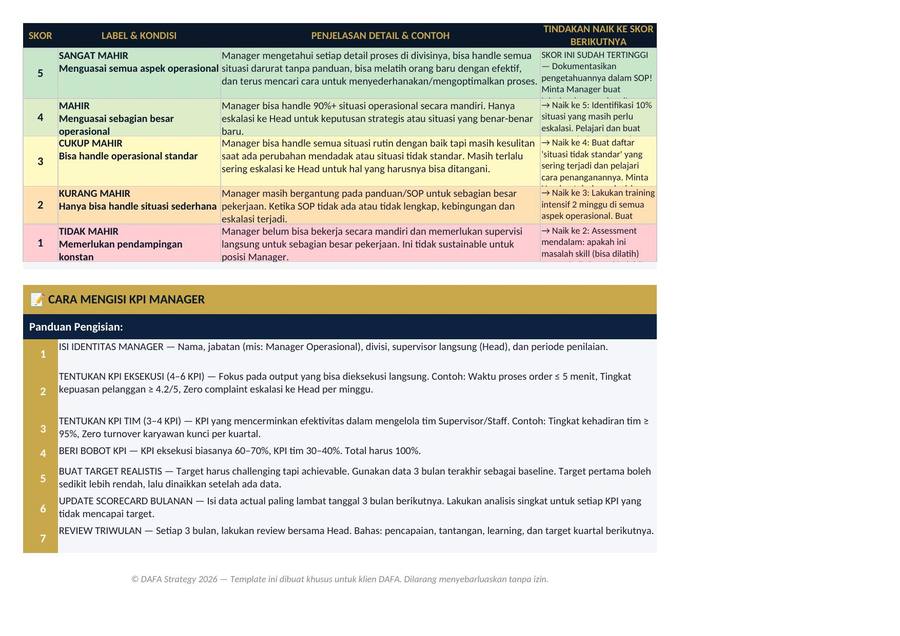 SKOR LABEL & KONDISI PENJELASAN DETAIL & CONTOH TINDAKAN NAIK KE SKOR
BERIKUTNYA
5
SANGAT MAHIR
Menguasai semua aspek operasional
Manager mengetahui setiap detail proses di divisinya, bisa handle semua
situasi darurat tanpa panduan, bisa melatih orang baru dengan efektif,
dan terus mencari cara untuk menyederhanakan/mengoptimalkan proses.
SKOR INI SUDAH TERTINGGI
— Dokumentasikan
pengetahuannya dalam SOP!
Minta Manager buat
4
MAHIR
Menguasai sebagian besar
operasional
Manager bisa handle 90%+ situasi operasional secara mandiri. Hanya
eskalasi ke Head untuk keputusan strategis atau situasi yang benar-benar
baru.
→ Naik ke 5: Identifikasi 10%
situasi yang masih perlu
eskalasi. Pelajari dan buat
3
CUKUP MAHIR
Bisa handle operasional standar
Manager bisa handle semua situasi rutin dengan baik tapi masih kesulitan
saat ada perubahan mendadak atau situasi tidak standar. Masih terlalu
sering eskalasi ke Head untuk hal yang harusnya bisa ditangani.
→ Naik ke 4: Buat daftar
'situasi tidak standar' yang
sering terjadi dan pelajari
cara penanganannya. Minta
2
KURANG MAHIR
Hanya bisa handle situasi sederhana
Manager masih bergantung pada panduan/SOP untuk sebagian besar
pekerjaan. Ketika SOP tidak ada atau tidak lengkap, kebingungan dan
eskalasi terjadi.
→ Naik ke 3: Lakukan training
intensif 2 minggu di semua
aspek operasional. Buat
1
TIDAK MAHIR
Memerlukan pendampingan
konstan
Manager belum bisa bekerja secara mandiri dan memerlukan supervisi
langsung untuk sebagian besar pekerjaan. Ini tidak sustainable untuk
posisi Manager.
→ Naik ke 2: Assessment
mendalam: apakah ini
masalah skill (bisa dilatih)
📝 CARA MENGISI KPI MANAGER
Panduan Pengisian:
1 ISI IDENTITAS MANAGER — Nama, jabatan (mis: Manager Operasional), divisi, supervisor langsung (Head), dan periode penilaian.
2 TENTUKAN KPI EKSEKUSI (4–6 KPI) — Fokus pada output yang bisa dieksekusi langsung. Contoh: Waktu proses order ≤ 5 menit, Tingkat
kepuasan pelanggan ≥ 4.2/5, Zero complaint eskalasi ke Head per minggu.
3 TENTUKAN KPI TIM (3–4 KPI) — KPI yang mencerminkan efektivitas dalam mengelola tim Supervisor/Staff. Contoh: Tingkat kehadiran tim ≥
95%, Zero turnover karyawan kunci per kuartal.
4 BERI BOBOT KPI — KPI eksekusi biasanya 60–70%, KPI tim 30–40%. Total harus 100%.
5 BUAT TARGET REALISTIS — Target harus challenging tapi achievable. Gunakan data 3 bulan terakhir sebagai baseline. Target pertama boleh
sedikit lebih rendah, lalu dinaikkan setelah ada data.
6 UPDATE SCORECARD BULANAN — Isi data actual paling lambat tanggal 3 bulan berikutnya. Lakukan analisis singkat untuk setiap KPI yang
tidak mencapai target.
7 REVIEW TRIWULAN — Setiap 3 bulan, lakukan review bersama Head. Bahas: pencapaian, tantangan, learning, dan target kuartal berikutnya.
© DAFA Strategy 2026 — Template ini dibuat khusus untuk klien DAFA. Dilarang menyebarluaskan tanpa izin.